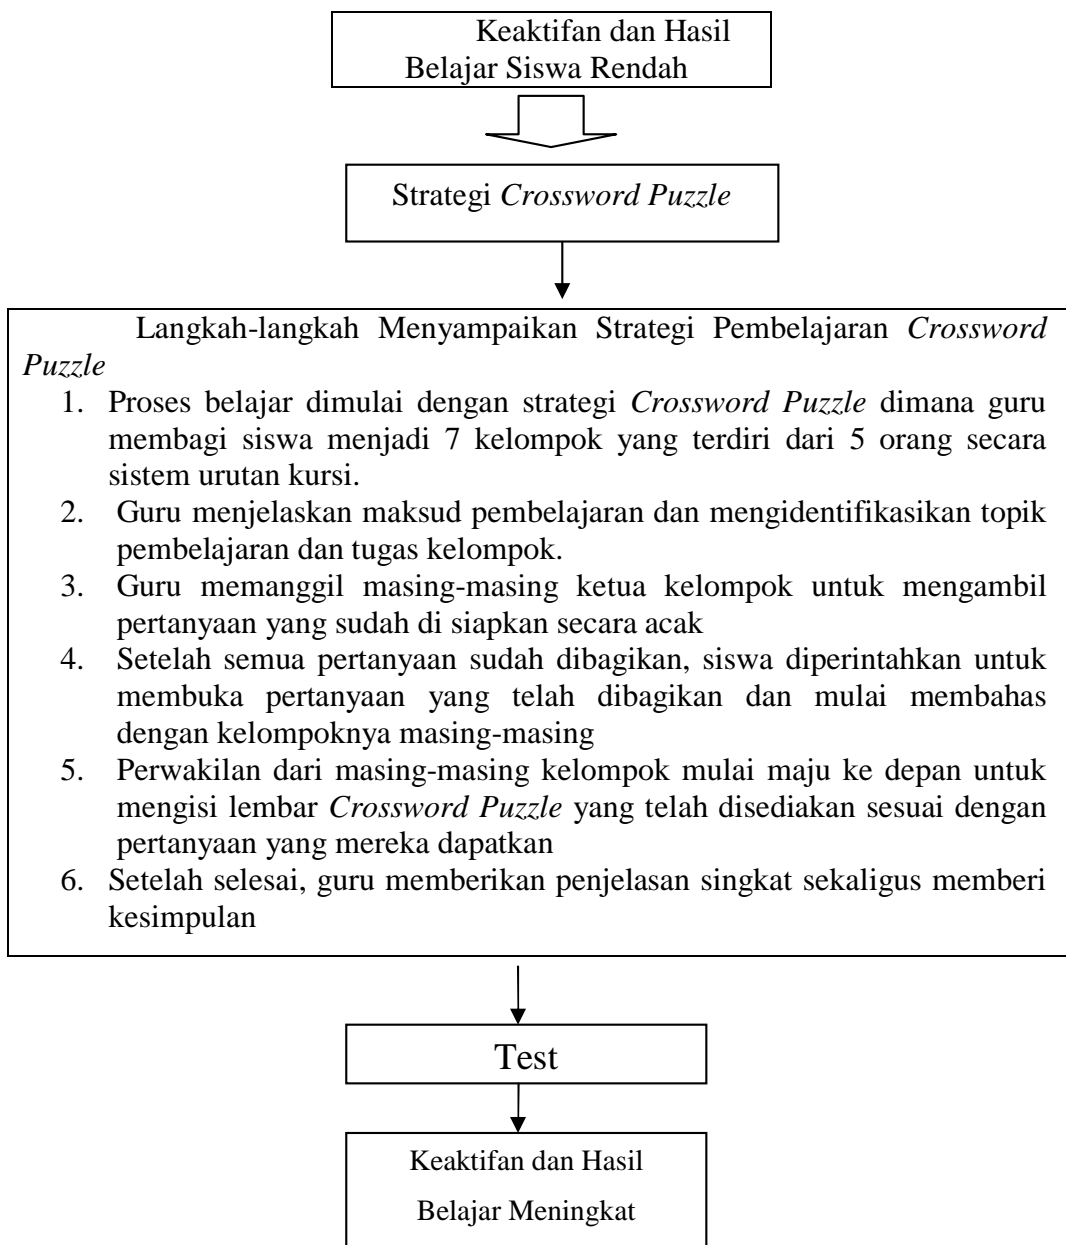 Keaktifan dan Hasil
Belajar Siswa Rendah
Strategi Crossword Puzzle
Langkah-langkah Menyampaikan Strategi Pembelajaran Crossword
Puzzle
1. Proses belajar dimulai dengan strategi Crossword Puzzle dimana guru
membagi siswa menjadi 7 kelompok yang terdiri dari 5 orang secara
sistem urutan kursi.
2. Guru menjelaskan maksud pembelajaran dan mengidentifikasikan topik
pembelajaran dan tugas kelompok.
3. Guru memanggil masing-masing ketua kelompok untuk mengambil
pertanyaan yang sudah di siapkan secara acak
4. Setelah semua pertanyaan sudah dibagikan, siswa diperintahkan untuk
membuka pertanyaan yang telah dibagikan dan mulai membahas
dengan kelompoknya masing-masing
5. Perwakilan dari masing-masing kelompok mulai maju ke depan untuk
mengisi lembar Crossword Puzzle yang telah disediakan sesuai dengan
pertanyaan yang mereka dapatkan
6. Setelah selesai, guru memberikan penjelasan singkat sekaligus memberi
kesimpulan
Test
Keaktifan dan Hasil
Belajar Meningkat